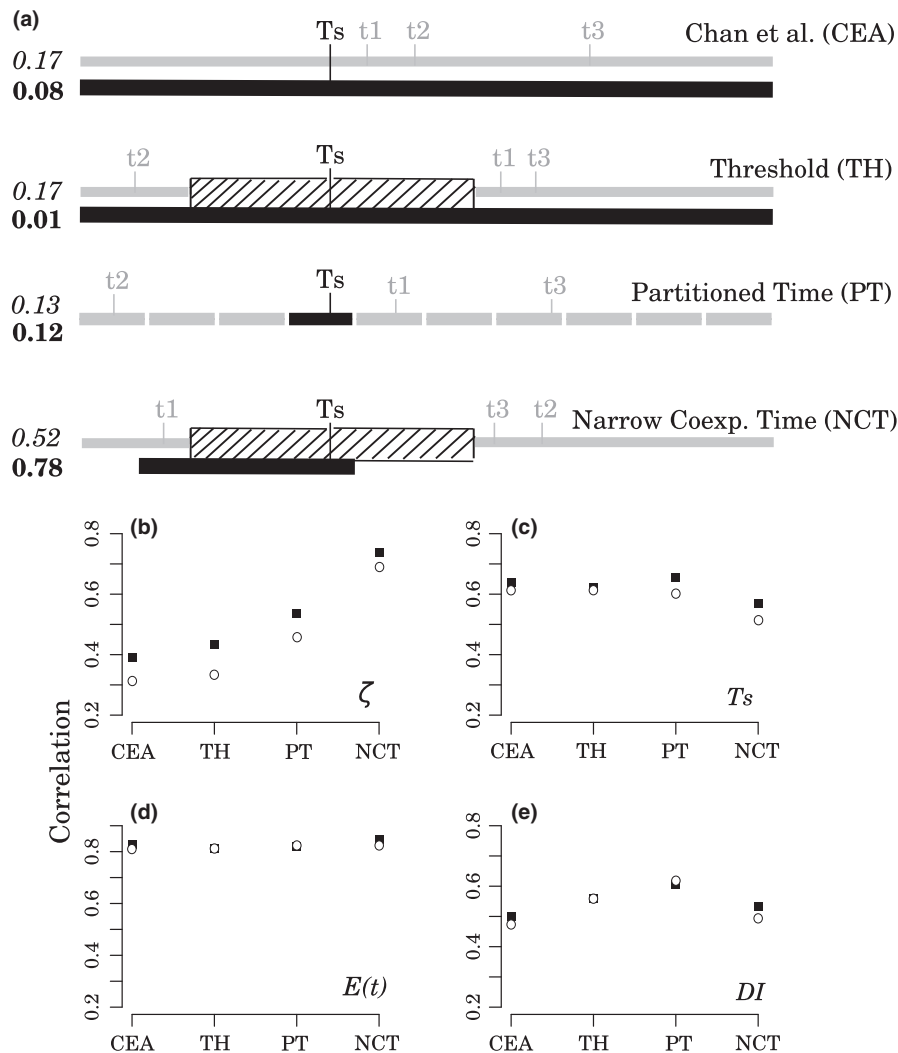 (a)
Ts t1 t2 t3 Chan et al. (CEA)
0.17
0.08
t2 Ts t1 t3 Threshold (TH)
0.17
0.01
t2 Ts t1 t3 Partitioned Time (PT)
0.13
0.12
t1 Ts t3 t2 Narrow Coexp. Time (NCT)
0.52
0.78
Correlation
(b)
0.8
0.6
0.4
0.2
ζ
CEA TH PT NCT
(c)
0.8
0.6
0.4
0.2
Ts
CEA TH PT NCT
(d)
0.8
0.6
0.4
0.2
E(t)
CEA TH PT NCT
(e)
0.8
0.6
0.4
0.2
DI
CEA TH PT NCT